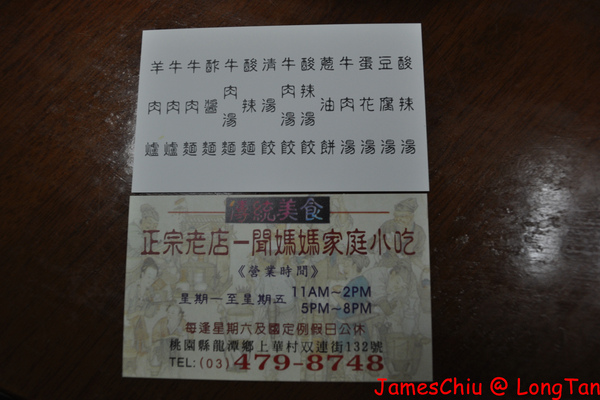 酸辣湯
豆腐湯
蛋花湯
牛肉湯
蔥油餅
酸辣湯餃
牛肉湯餃
清湯餃
酸辣麵
牛肉湯麵
酢醬麵
牛肉麵
牛肉爐
羊肉爐
傳統美食
正宗老店一聞媽媽家庭小吃
《營業時間》
星期一至星期五 11AM～2PM
5PM～8PM
每逢星期六及國定例假日公休
桃園縣龍潭鄉上華村双連街132號
TEL:(03)479-8748
JamesChiu @ LongTan